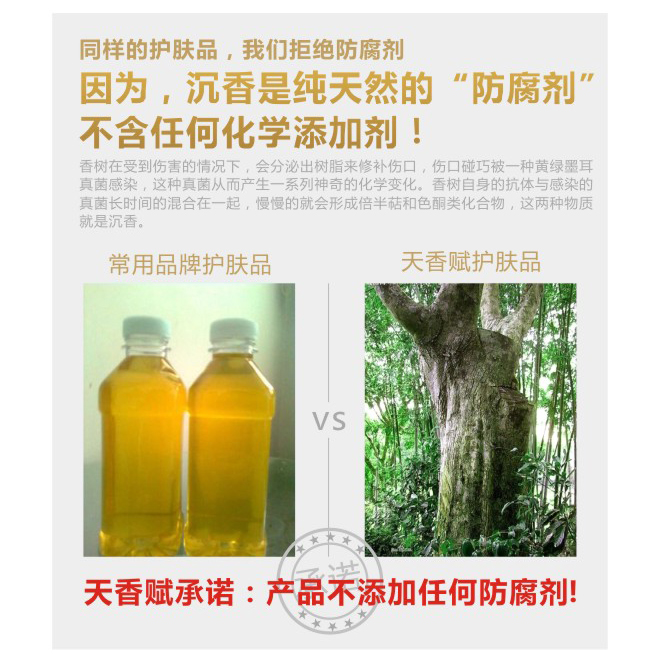 同样的护肤品，我们拒绝防腐剂
因为，沉香是纯天然的“防腐剂”
不含任何化学添加剂！
香树在受到伤害的情况下，会分泌出树脂来修补伤口，伤口碰巧被一种黄绿墨耳
真菌感染，这种真菌从而产生一系列神奇的化学变化。香树自身的抗体与感染的
真菌长时间的混合在一起，慢慢的就会形成倍半萜和色酮类化合物，这两种物质
就是沉香。
常用品牌护肤品
天香赋护肤品
VS
承诺
天香赋承诺：产品不添加任何防腐剂!